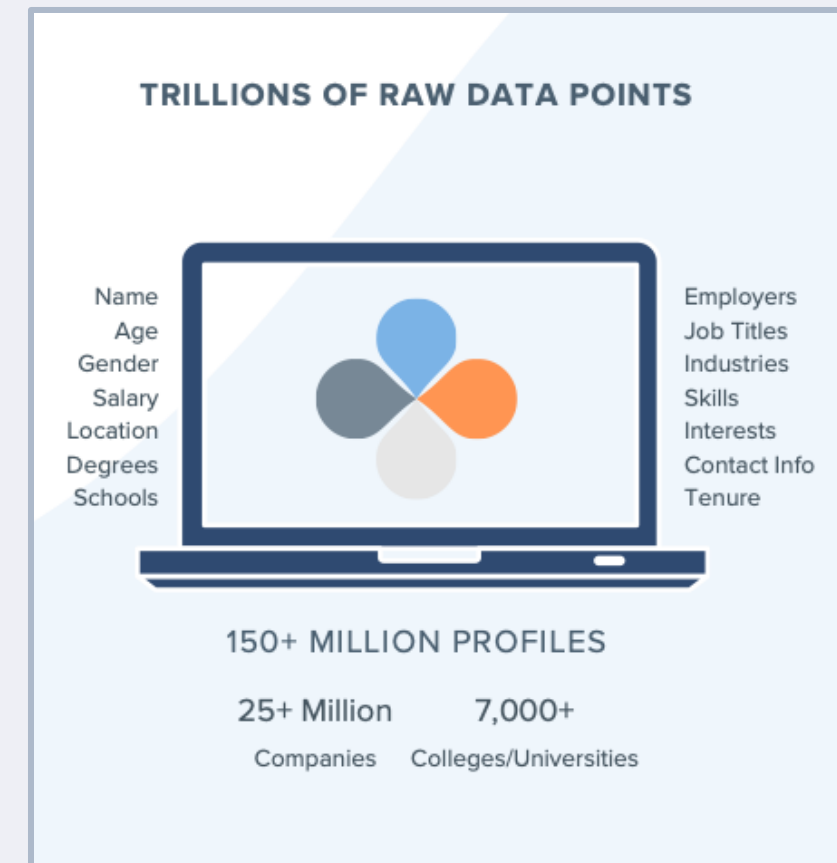 TRILLIONS OF RAW DATA POINTS
Name
Age
Gender
Salary
Location
Degrees
Schools
Employers
Job Titles
Industries
Skills
Interests
Contact Info
Tenure
150+ MILLION PROFILES
25+ Million
Companies
7,000+
Colleges/Universities